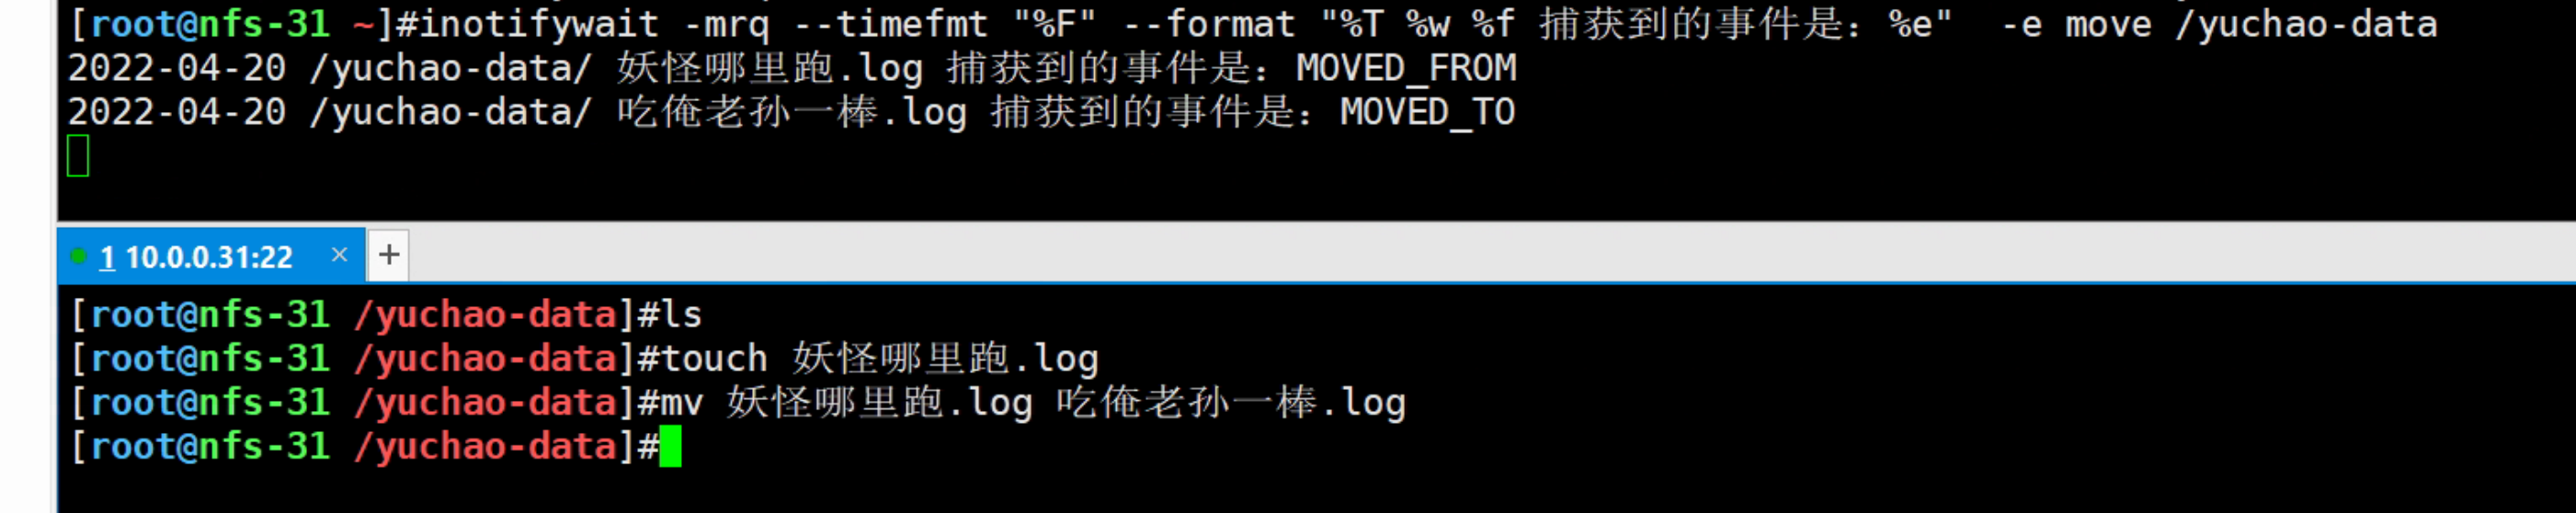 [root@nfs-31 ~]#inotifywait -mrq --timefmt "%F" --format "%T %w %f 捕获到的事件是：%e"  -e move /yuchao-data
2022-04-20 /yuchao-data/ 妖怪哪里跑.log 捕获到的事件是：MOVED_FROM
2022-04-20 /yuchao-data/ 吃俺老孙一棒.log 捕获到的事件是：MOVED_TO
1 10.0.0.31:22 × +
[root@nfs-31 /yuchao-data]#ls
[root@nfs-31 /yuchao-data]#touch 妖怪哪里跑.log
[root@nfs-31 /yuchao-data]#mv 妖怪哪里跑.log 吃俺老孙一棒.log
[root@nfs-31 /yuchao-data]#